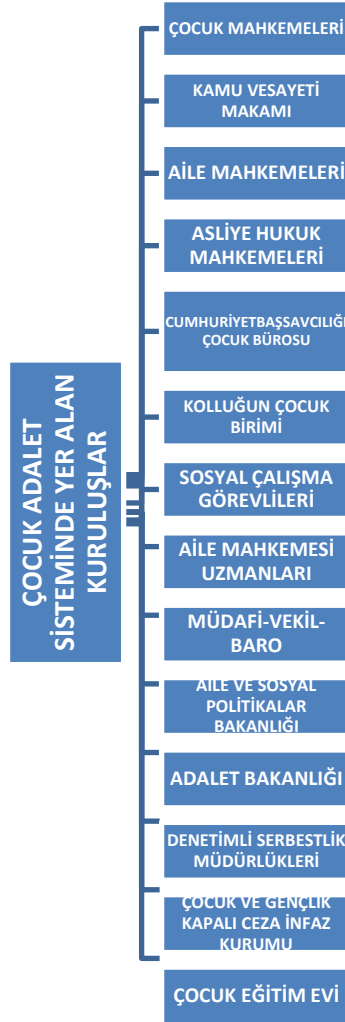 ÇOCUK ADALET
SİSTEMİNDE YER ALAN
KURULUŞLAR
ÇOCUK MAHKEMELERİ
KAMU VESAYETİ
MAKAMI
AİLE MAHKEMELERİ
ASLİYE HUKUK
MAHKEMELERİ
CUMHURİYETBAŞSAVCILIĞI
ÇOCUK BÜROSU
KOLLUĞUN ÇOCUK
BİRİMİ
SOSYAL ÇALIŞMA
GÖREVLİLERİ
AİLE MAHKEMESİ
UZMANLARI
MÜDAFİ-VEKİL-
BARO
AİLE VE SOSYAL
POLİTİKALAR
BAKANLIĞI
ADALET BAKANLIĞI
DENETİMLİ SERBESTLİK
MÜDÜRLÜKLERİ
ÇOCUK VE GENÇLİK
KAPALI CEZA İNFAZ
KURUMU
ÇOCUK EĞİTİM EVİ